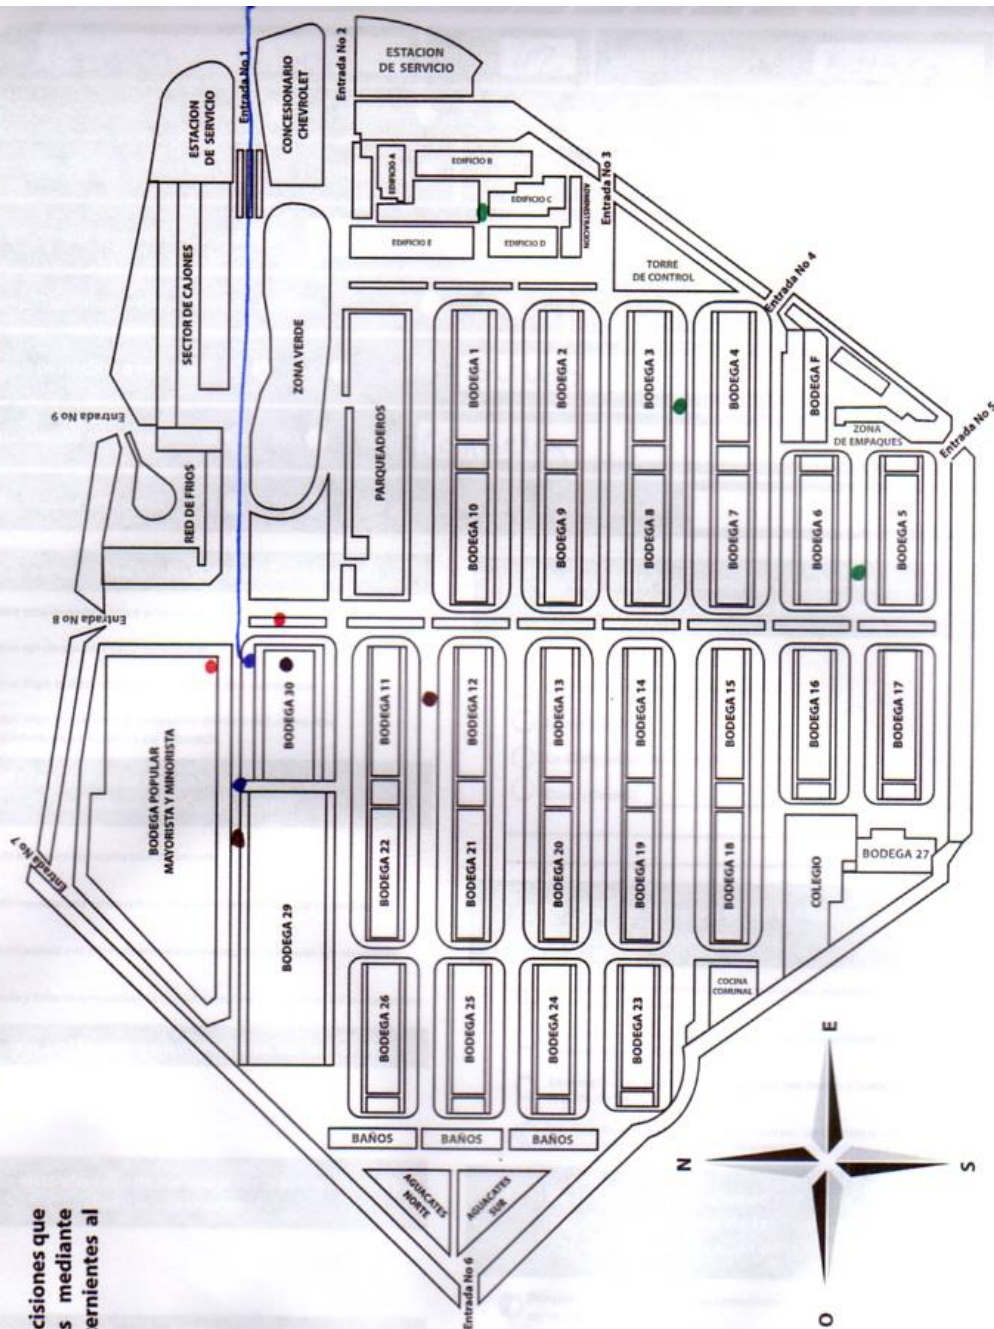 Entrada No 1
Entrada No 2
ESTACION
DE SERVICIO
CONCESIONARIO
CHEVROLET
ESTACION
DE SERVICIO
EDIFICIO A
EDIFICIO B
EDIFICIO C
EDIFICIO D
EDIFICIO E
ADMINISTRACION
Entrada No 3
TORRE
DE CONTROL
Entrada No 4
SECTOR DE CAJONES
ZONA VERDE
PARQUEADEROS
BODEGA 1
BODEGA 2
BODEGA 3
BODEGA 4
BODEGA F
ZONA
DE EMPAQUES
Entrada No 5
Entrada No 9
RED DE FRIOS
BODEGA 10
BODEGA 9
BODEGA 8
BODEGA 7
BODEGA 6
BODEGA 5
Entrada No 8
BODEGA POPULAR
MAYORISTA Y MINORISTA
BODEGA 30
BODEGA 11
BODEGA 12
BODEGA 13
BODEGA 14
BODEGA 15
BODEGA 16
BODEGA 17
Entrada No 7
BODEGA 29
BODEGA 22
BODEGA 21
BODEGA 20
BODEGA 19
BODEGA 18
COLEGIO
BODEGA 27
BODEGA 26
BODEGA 25
BODEGA 24
BODEGA 23
COCINA
COMUNAL
BAÑOS
BAÑOS
BAÑOS
AGUACATES
NORTE
AGUACATES
SUR
Entrada No 6
N
E
S
O
cisiones que
s mediante
ernientes al